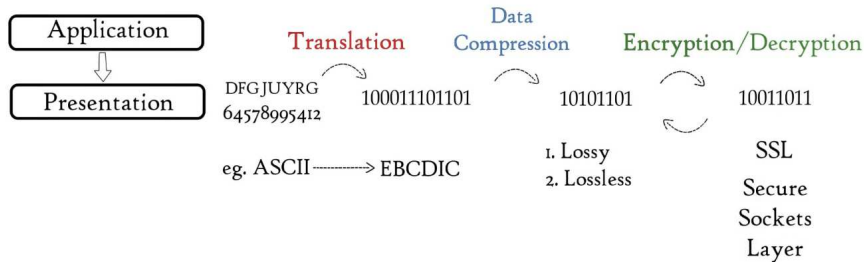 Application
Presentation
Translation
DFGJUYRG
64578995412
100011101101
eg. ASCII
EBCDIC
Data
Compression
10101101
1. Lossy
2. Lossless
Encryption/Decryption
10011011
SSL
Secure
Sockets
Layer